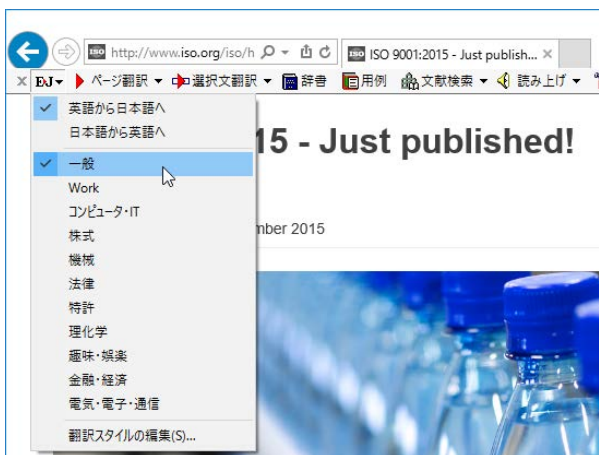 ISO http://www.iso.org/iso/h
ISO ISO 9001:2015 - Just publish... ×
× EJ▼ ページ翻訳 ▼ 選択文翻訳 ▼ 辞書 用例 文献検索 ▼ 読み上げ ▼
英語から日本語へ
日本語から英語へ
15 - Just published!
一般
Work
コンピュータ・IT
mber 2015
株式
機械
法律
特許
理化学
趣味・娯楽
金融・経済
電気・電子・通信
翻訳スタイルの編集(S)...